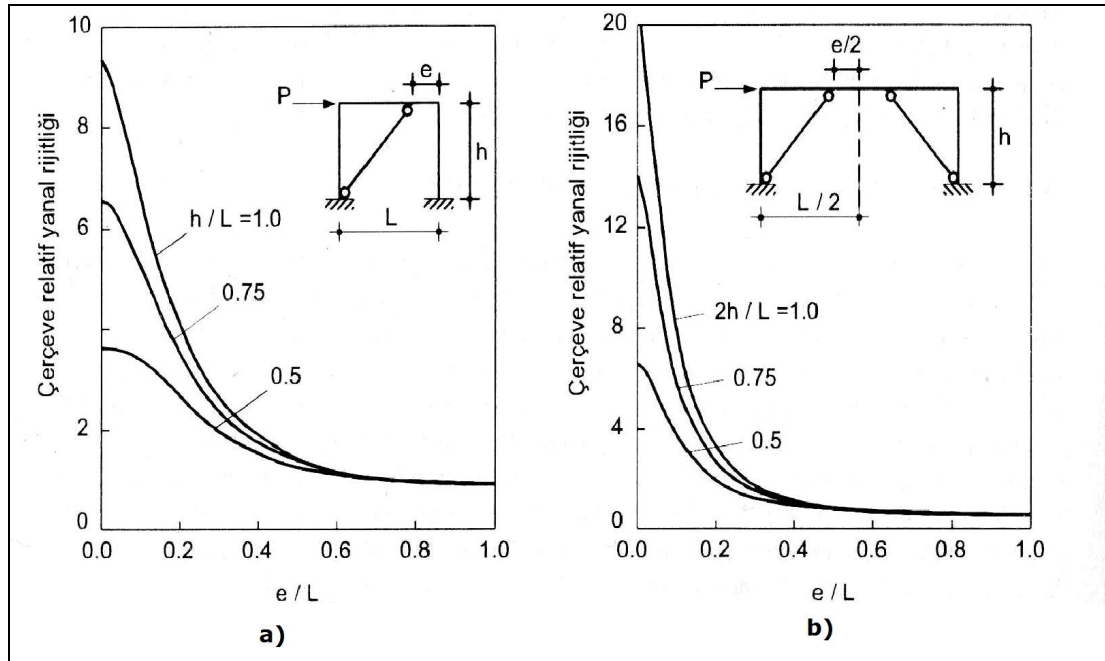 Çerçeve relatif yanal rijitliği
10
8
6
2
0
0.0 0.2 0.4 0.6 0.8 1.0
e / L
h / L =1.0
0.75
0.5
P
e
h
L
a)
Çerçeve relatif yanal rijitliği
20
16
12
8
4
0
0.0 0.2 0.4 0.6 0.8 1.0
e / L
2h / L =1.0
0.75
0.5
e/2
P
h
L / 2
b)